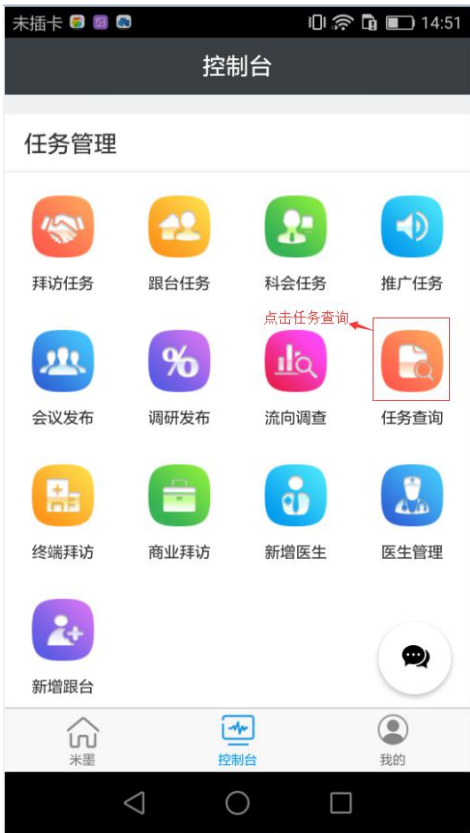 未插卡 14:51
控制台
任务管理
拜访任务 跟台任务 科会任务 推广任务
点击任务查询
会议发布 调研发布 流向调查 任务查询
终端拜访 商业拜访 新增医生 医生管理
新增跟台
米墨 控制台 我的